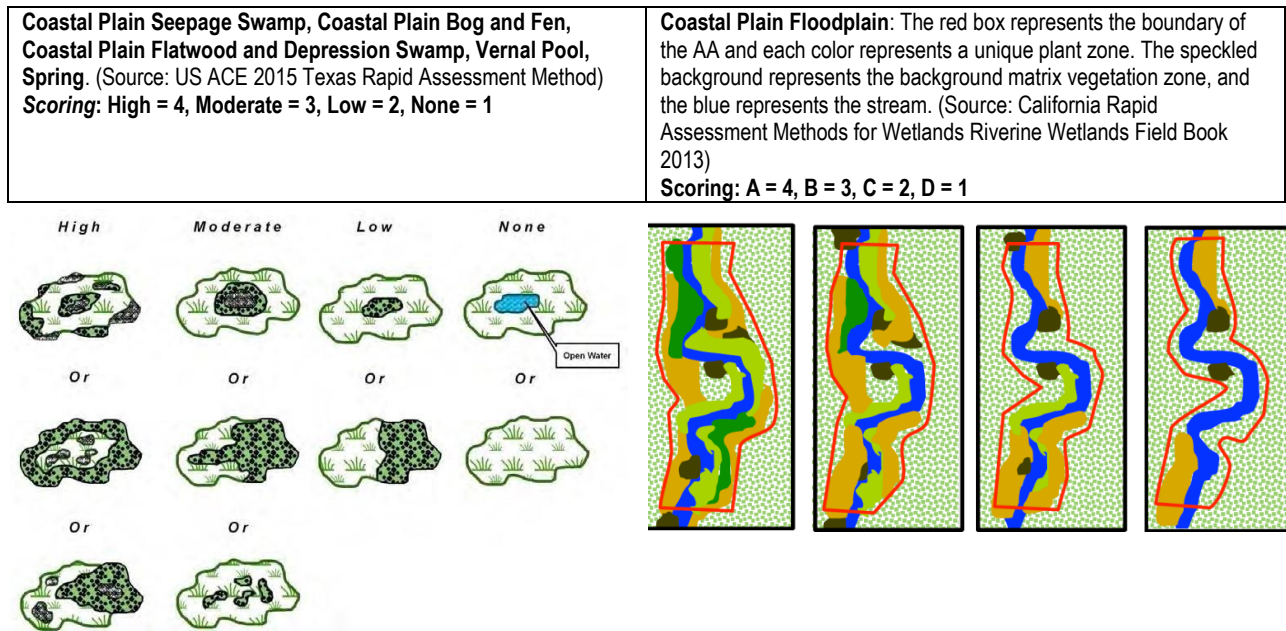 Coastal Plain Seepage Swamp, Coastal Plain Bog and Fen,
Coastal Plain Flatwood and Depression Swamp, Vernal Pool,
Spring. (Source: US ACE 2015 Texas Rapid Assessment Method)
Scoring: High = 4, Moderate = 3, Low = 2, None = 1
Coastal Plain Floodplain: The red box represents the boundary of
the AA and each color represents a unique plant zone. The speckled
background represents the background matrix vegetation zone, and
the blue represents the stream. (Source: California Rapid
Assessment Methods for Wetlands Riverine Wetlands Field Book
2013)
Scoring: A = 4, B = 3, C = 2, D = 1
High Moderate Low None
Open Water
Or Or Or Or
Or Or